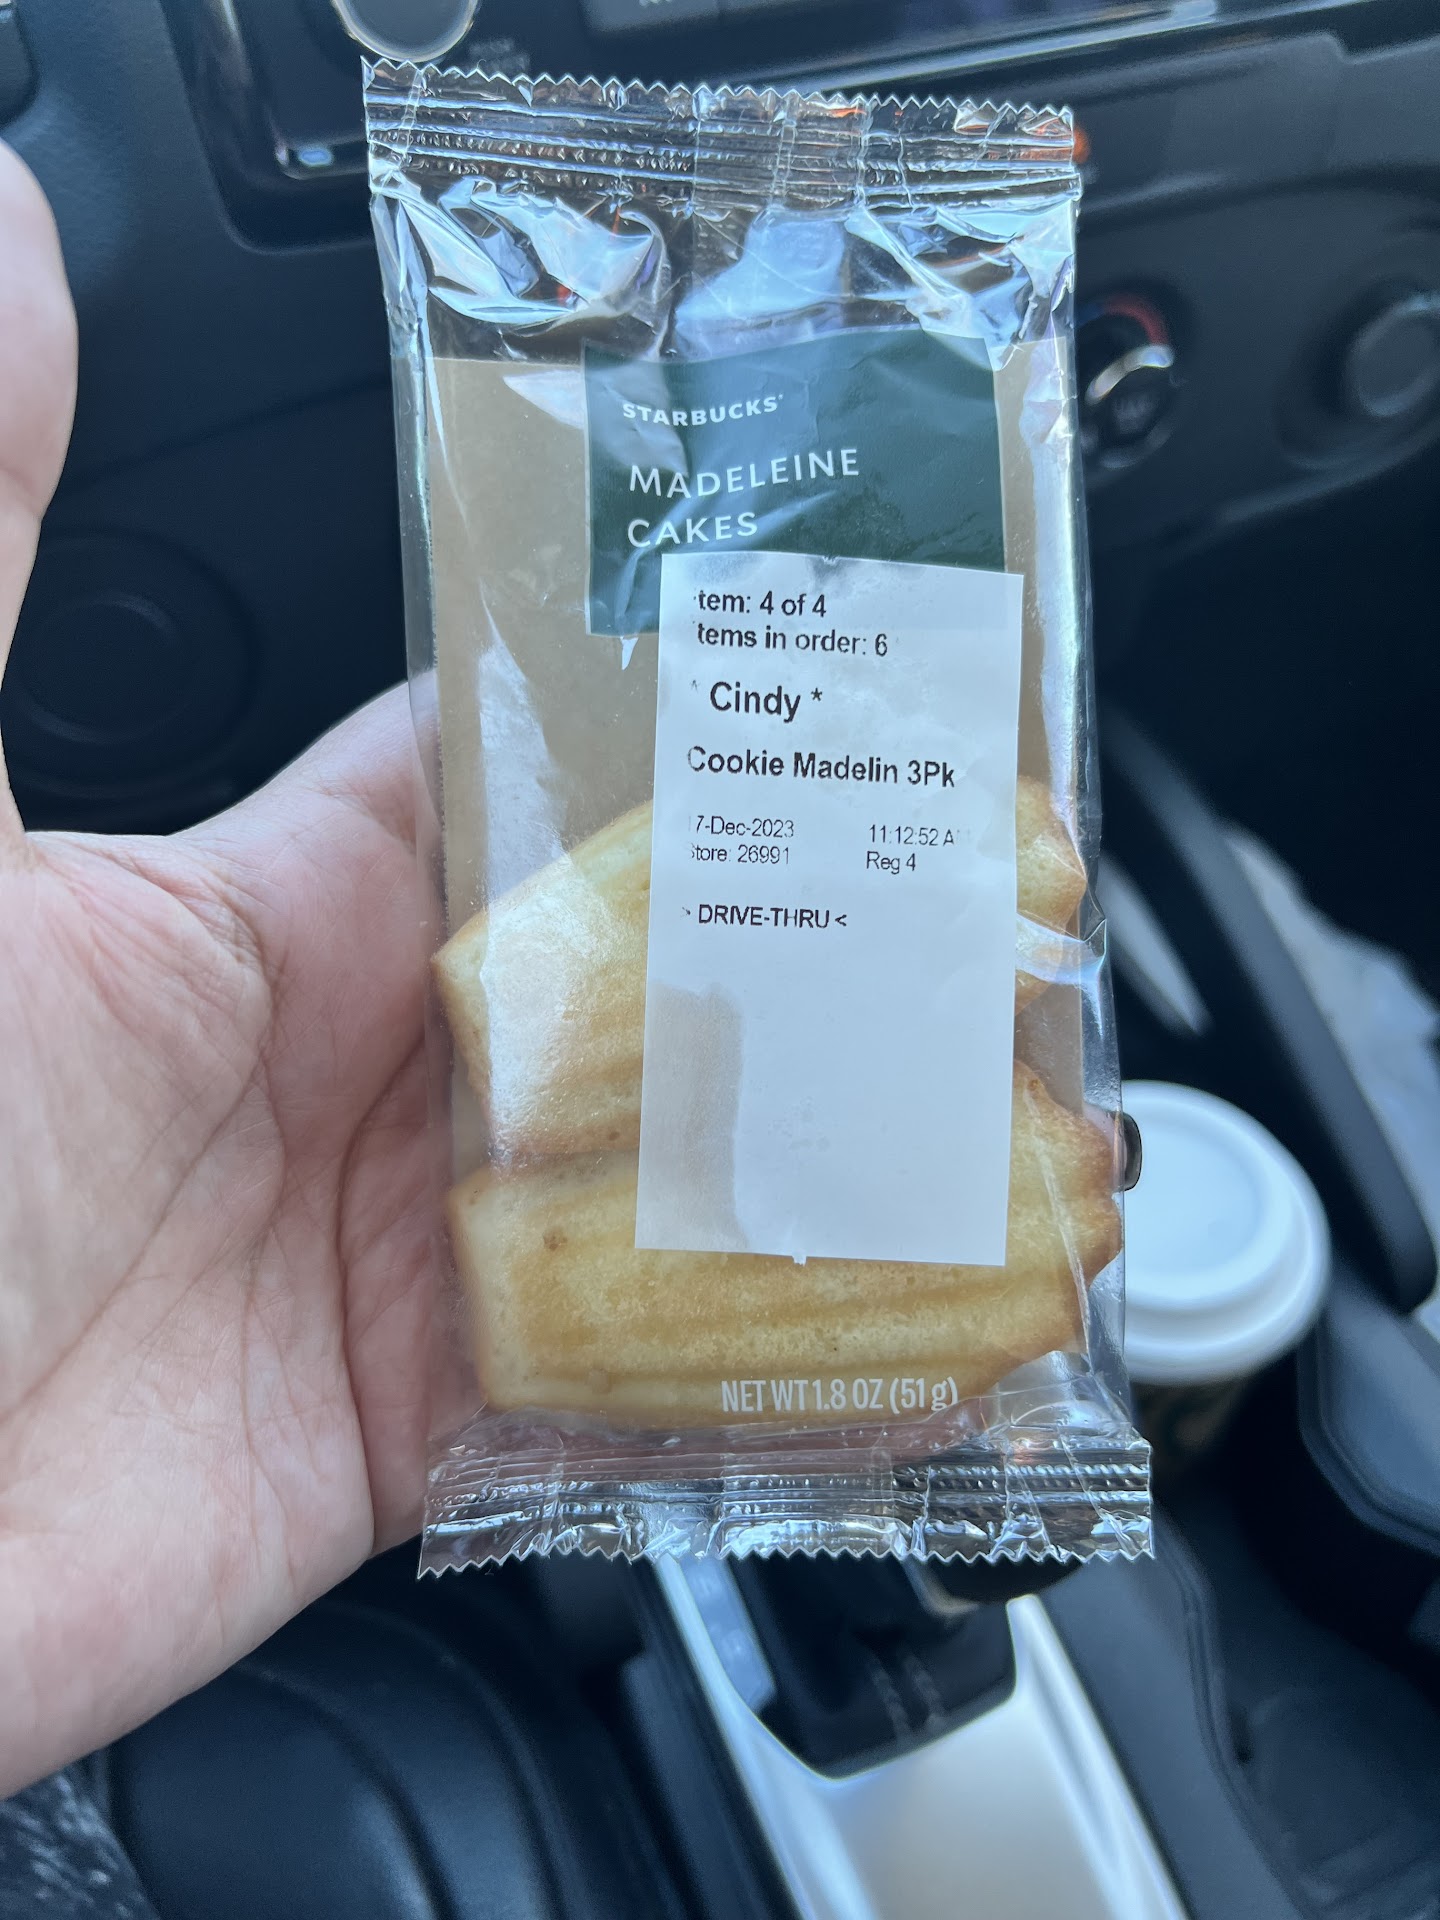 STARBUCKS®
MADELEINE
CAKES
tem: 4 of 4
tems in order: 6
* Cindy *
Cookie Madelin 3Pk
7-Dec-2023 11:12:52 A
Store: 26991 Reg 4
> DRIVE-THRU <
NET WT 1.8 OZ (51 g)